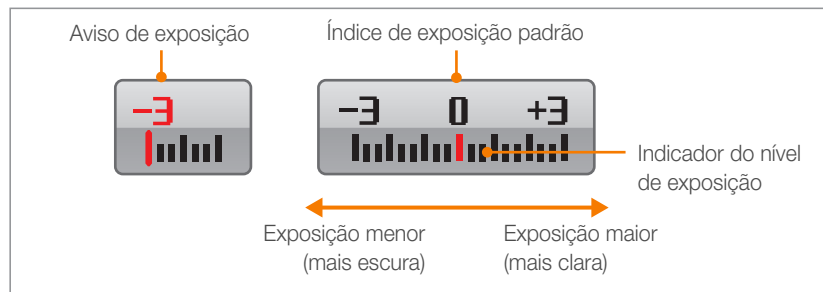 Aviso de exposição
Índice de exposição padrão
-3
-3 0 +3
Indicador do nível
de exposição
Exposição menor
(mais escura)
Exposição maior
(mais clara)